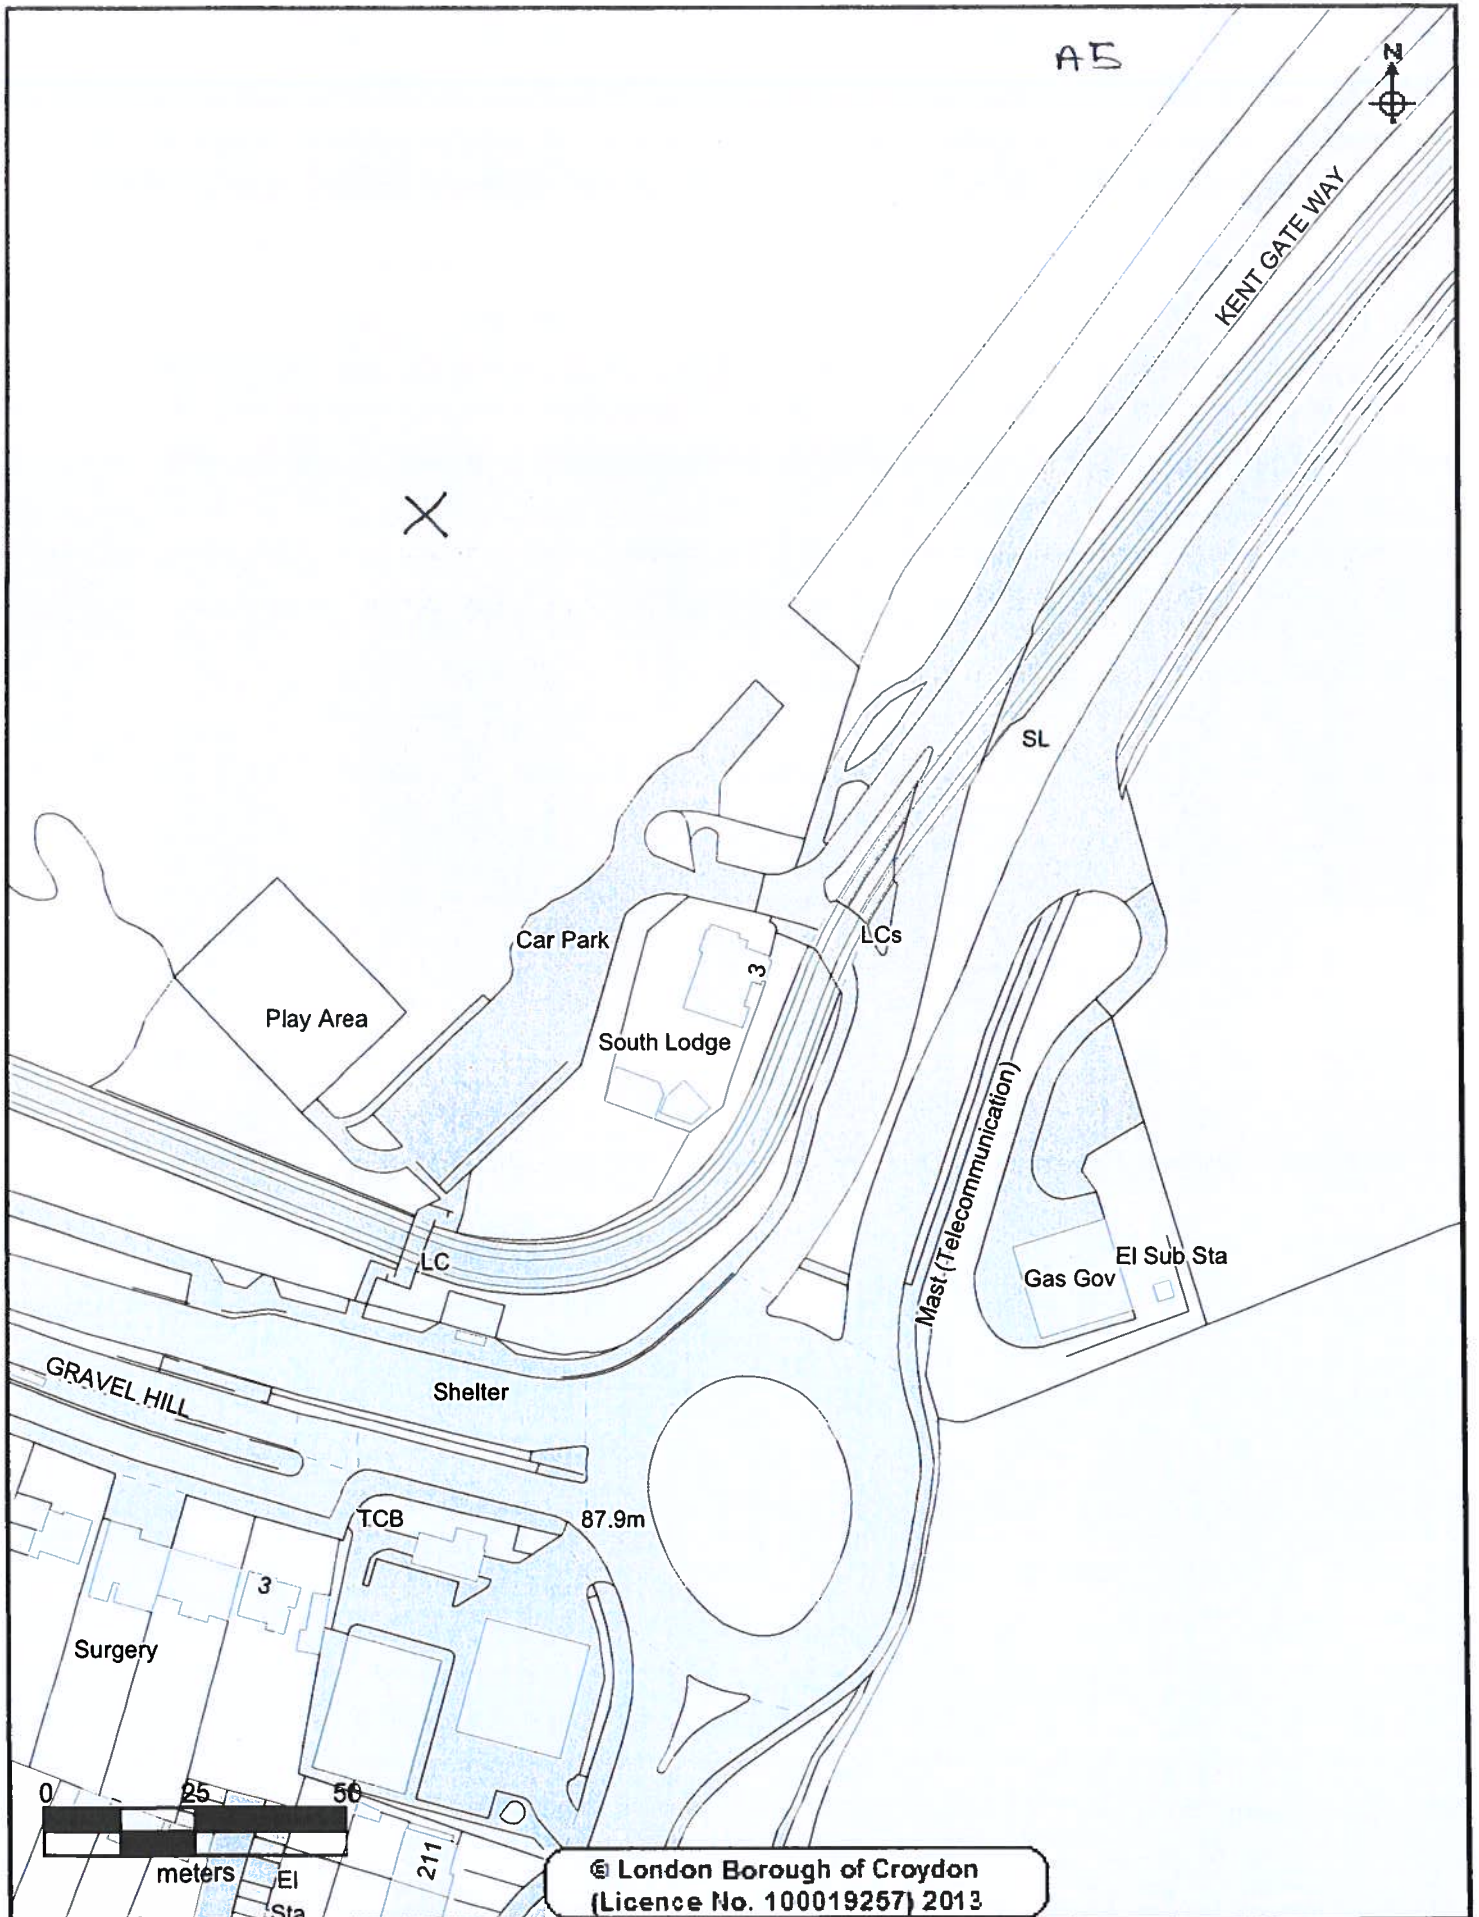 A5
N
KENT GATE WAY
X
SL
LCs
Car Park
3
Play Area
South Lodge
Mast (Telecommunication)
El Sub Sta
LC
Gas Gov
GRAVEL HILL
Shelter
TCB
87.9m
3
Surgery
0 25 50
meters
211
El
Sta
© London Borough of Croydon
(Licence No. 100019257) 2013